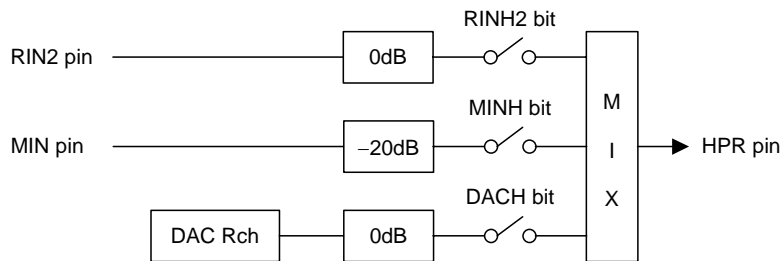 RINH2 bit
RIN2 pin
0dB
MINH bit
MIN pin
−20dB
M
I
X
HPR pin
DACH bit
DAC Rch
0dB